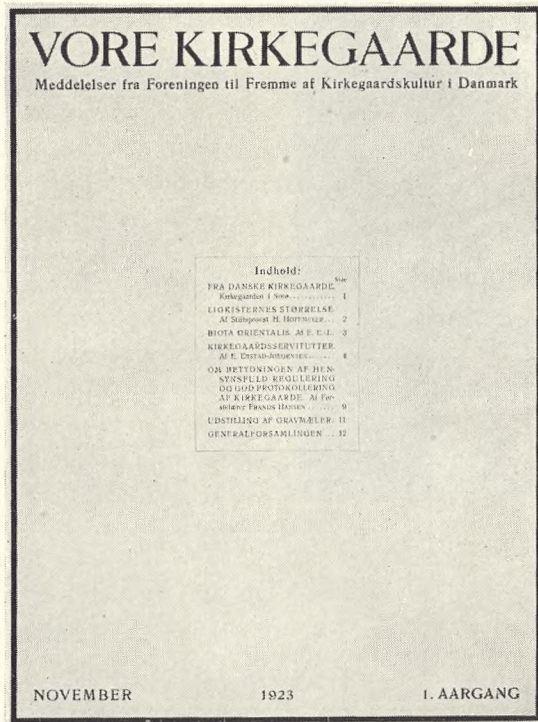 VORE KIRKEGAARDE
Meddelelser fra Foreningen til Fremme af Kirkegaardskultur i Danmark
Indhold:
Side
FRA DANSKE KIRKEGAARDE.
Kirkegaarden i Sorø 1
LIGKISTERNES STØRRELSE.
Af Stiftsprovst H. HOFFMEYER... 2
BIOTA ORIENTALIS. Af E. E.-J. 3
KIRKEGAARDSSERVITUTTER.
Af E. ERSTAD-JØRGENSEN...... 4
OM BETYDNINGEN AF HEN-
SYNSFULD REGULERING
OG GOD PROTOKOLLERING
AF KIRKEGAARDE. Af
FRANDS HANSEN....... 9
UDSTILLING AF GRAVMÆLER 11
GENERALFORSAMLINGEN... 12
NOVEMBER 1923 1. AARGANG